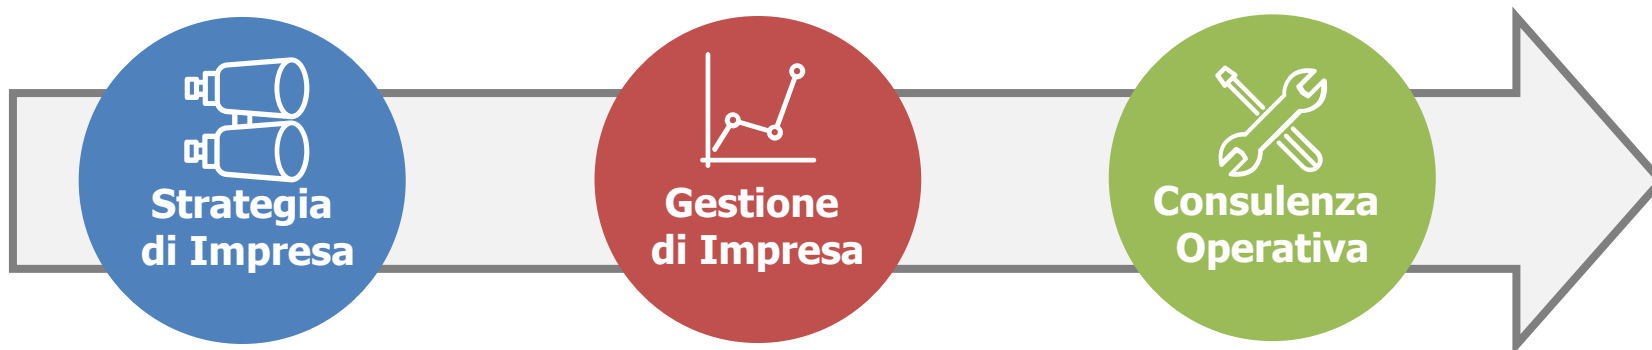 Strategia
di Impresa
Gestione
di Impresa
Consulenza
Operativa